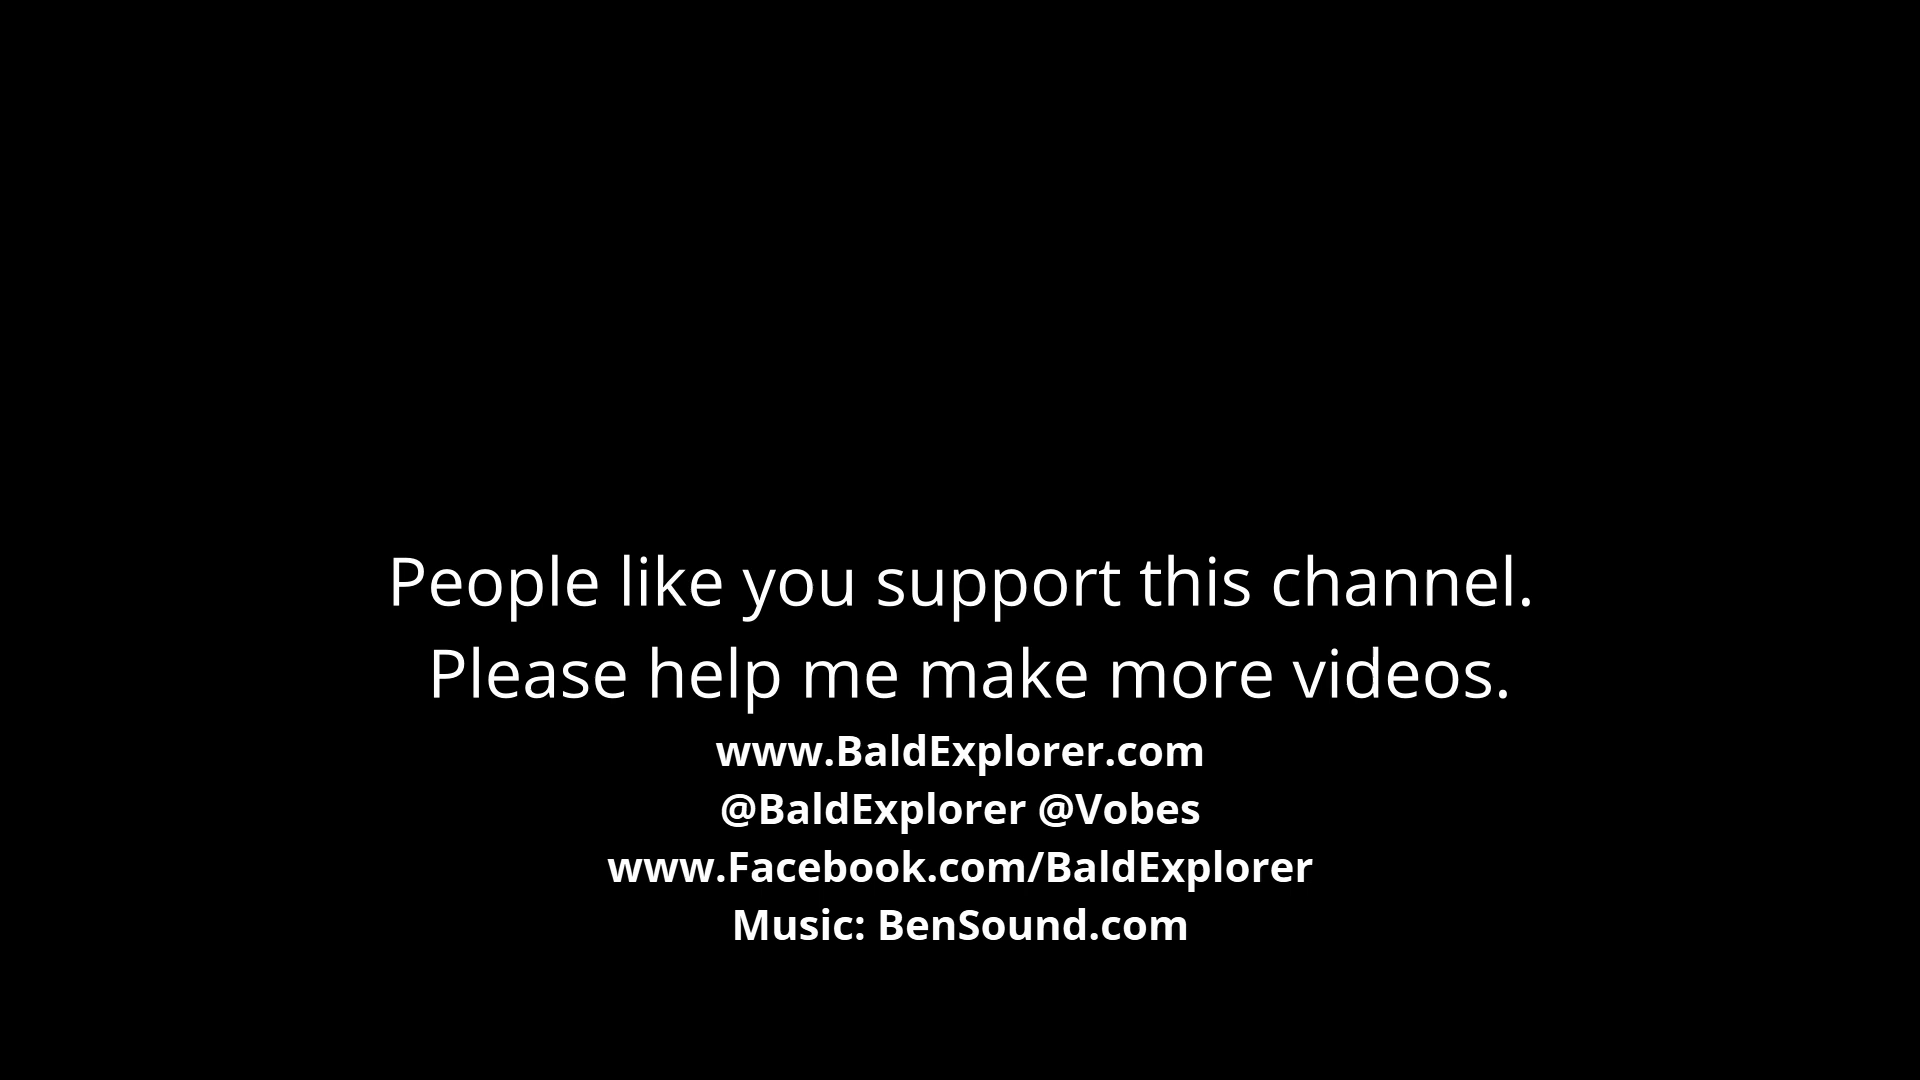 People like you support this channel.
Please help me make more videos.
www.BaldExplorer.com
@BaldExplorer @Vobes
www.Facebook.com/BaldExplorer
Music: BenSound.com